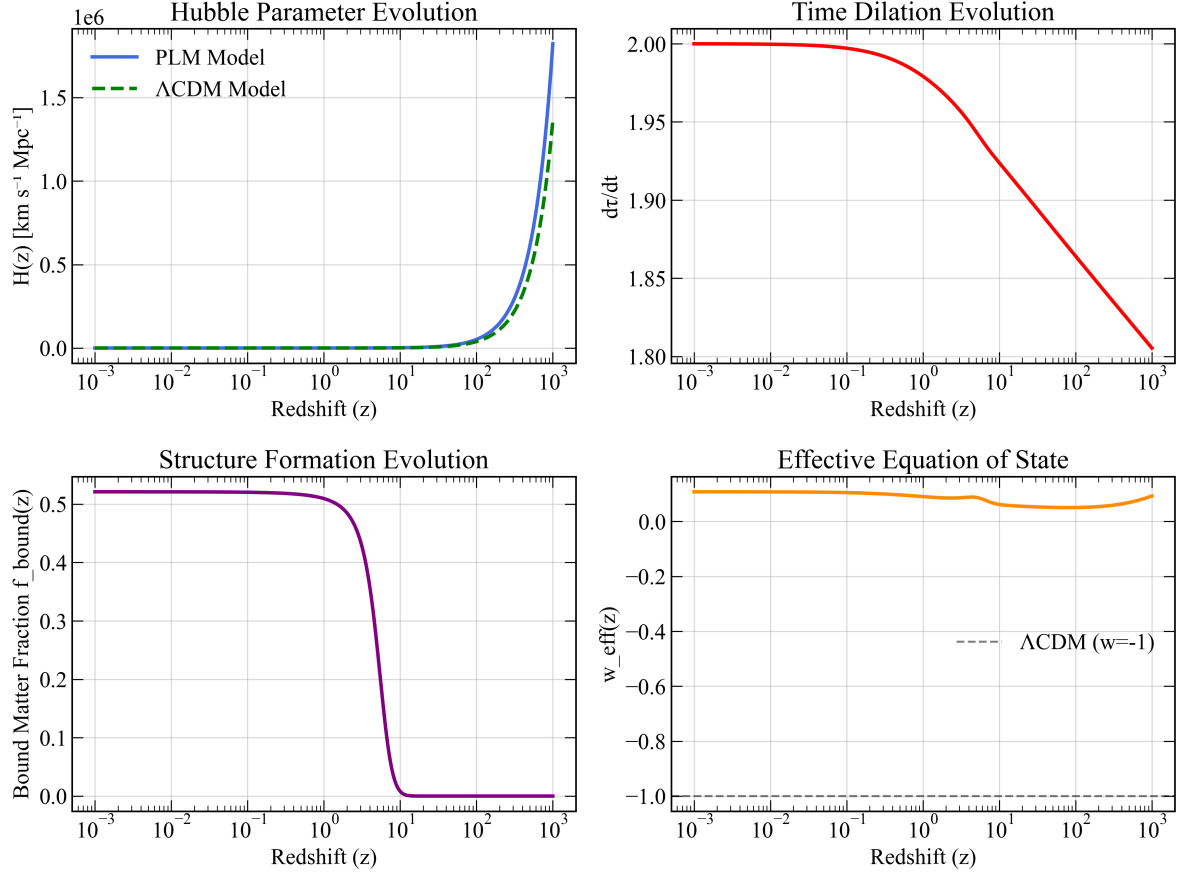 Hubble Parameter Evolution
1e6
PLM Model
ΛCDM Model
H(z) [km s⁻¹ Mpc⁻¹]
1.5
1.0
0.5
0.0
10⁻³ 10⁻² 10⁻¹ 10⁰ 10¹ 10² 10³
Redshift (z)
Time Dilation Evolution
dτ/dt
2.00
1.95
1.90
1.85
1.80
10⁻³ 10⁻² 10⁻¹ 10⁰ 10¹ 10² 10³
Redshift (z)
Structure Formation Evolution
Bound Matter Fraction f_bound(z)
0.5
0.4
0.3
0.2
0.1
0.0
10⁻³ 10⁻² 10⁻¹ 10⁰ 10¹ 10² 10³
Redshift (z)
Effective Equation of State
w_eff(z)
0.0
−0.2
−0.4
−0.6
−0.8
−1.0
ΛCDM (w=-1)
10⁻³ 10⁻² 10⁻¹ 10⁰ 10¹ 10² 10³
Redshift (z)